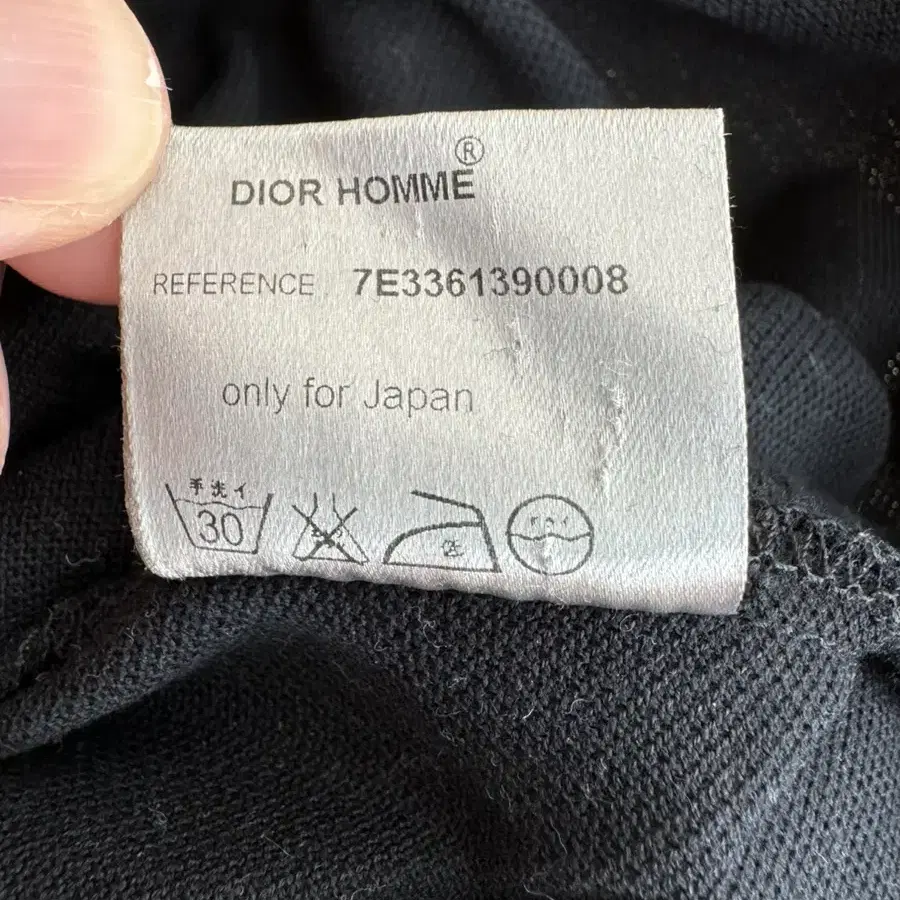 DIOR HOMME®
REFERENCE 7E3361390008
only for Japan
手洗イ
30